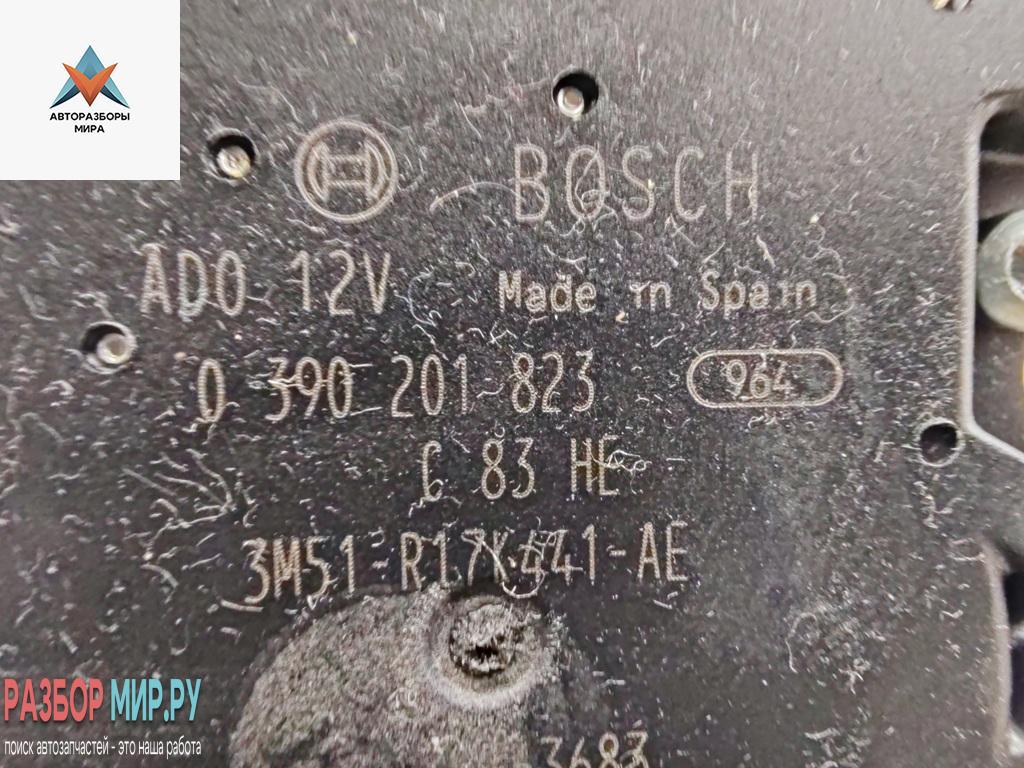 АВТОРАЗБОРЫ
МИРА
BOSCH
ADO 12V Made in Spain
0 390 201 823 964
C 83 HE
3M51-R17K441-AE
3683
РАЗБОР МИР.РУ
поиск автозапчастей - это наша работа